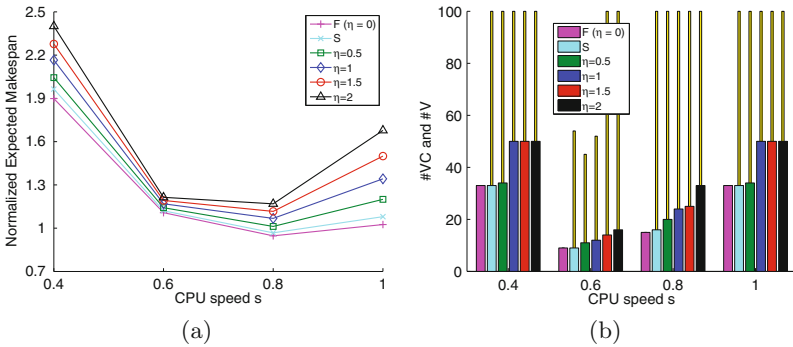 2.5
2.2
1.9
1.6
1.3
1
0.7
Normalized Expected Makespan
F (η = 0)
S
η=0.5
η=1
η=1.5
η=2
0.4
0.6
0.8
1
CPU speed s
(a)
100
80
60
40
20
0
#VC and #V
F (η = 0)
S
η=0.5
η=1
η=1.5
η=2
0.4
0.6
0.8
1
CPU speed s
(b)